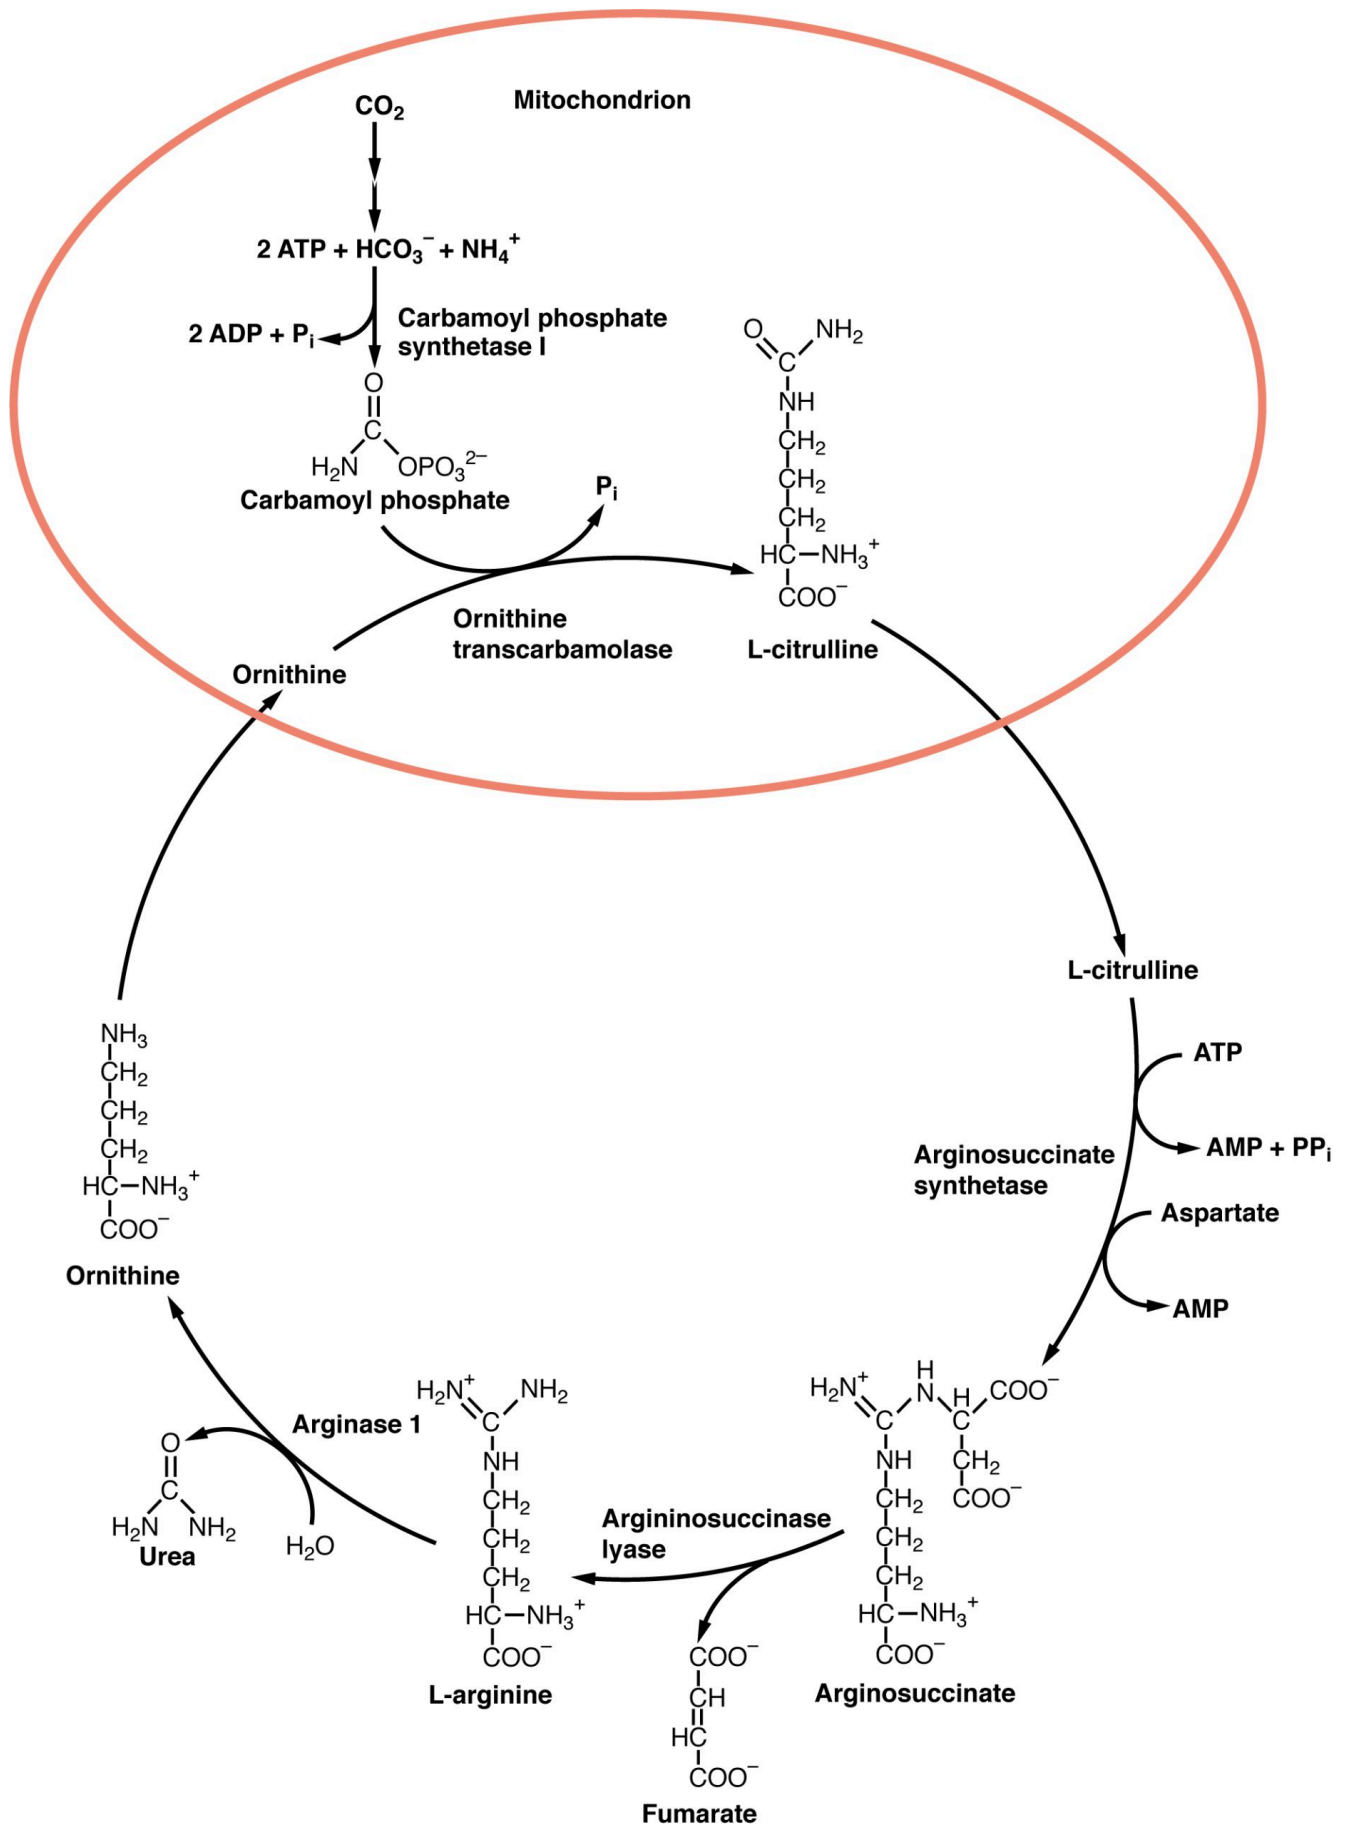 Mitochondrion
CO₂
2 ATP + HCO₃⁻ + NH₄⁺
2 ADP + Pᵢ
Carbamoyl phosphate
synthetase I
O
C
H₂N
OPO₃²⁻
Carbamoyl phosphate
Pᵢ
Ornithine
transcarbamolase
Ornithine
O
NH₂
C
NH
CH₂
CH₂
CH₂
HC–NH₃⁺
COO⁻
L-citrulline
L-citrulline
ATP
AMP + PPᵢ
Arginosuccinate
synthetase
Aspartate
AMP
H₂N⁺
H
N
H
COO⁻
C
C
NH
CH₂
COO⁻
CH₂
CH₂
CH₂
HC–NH₃⁺
COO⁻
Arginosuccinate
Argininosuccinase
lyase
COO⁻
CH
HC
COO⁻
Fumarate
H₂N⁺
NH₂
C
NH
CH₂
CH₂
CH₂
HC–NH₃⁺
COO⁻
L-arginine
Arginase 1
H₂O
O
C
H₂N
NH₂
Urea
NH₃
CH₂
CH₂
CH₂
HC–NH₃⁺
COO⁻
Ornithine